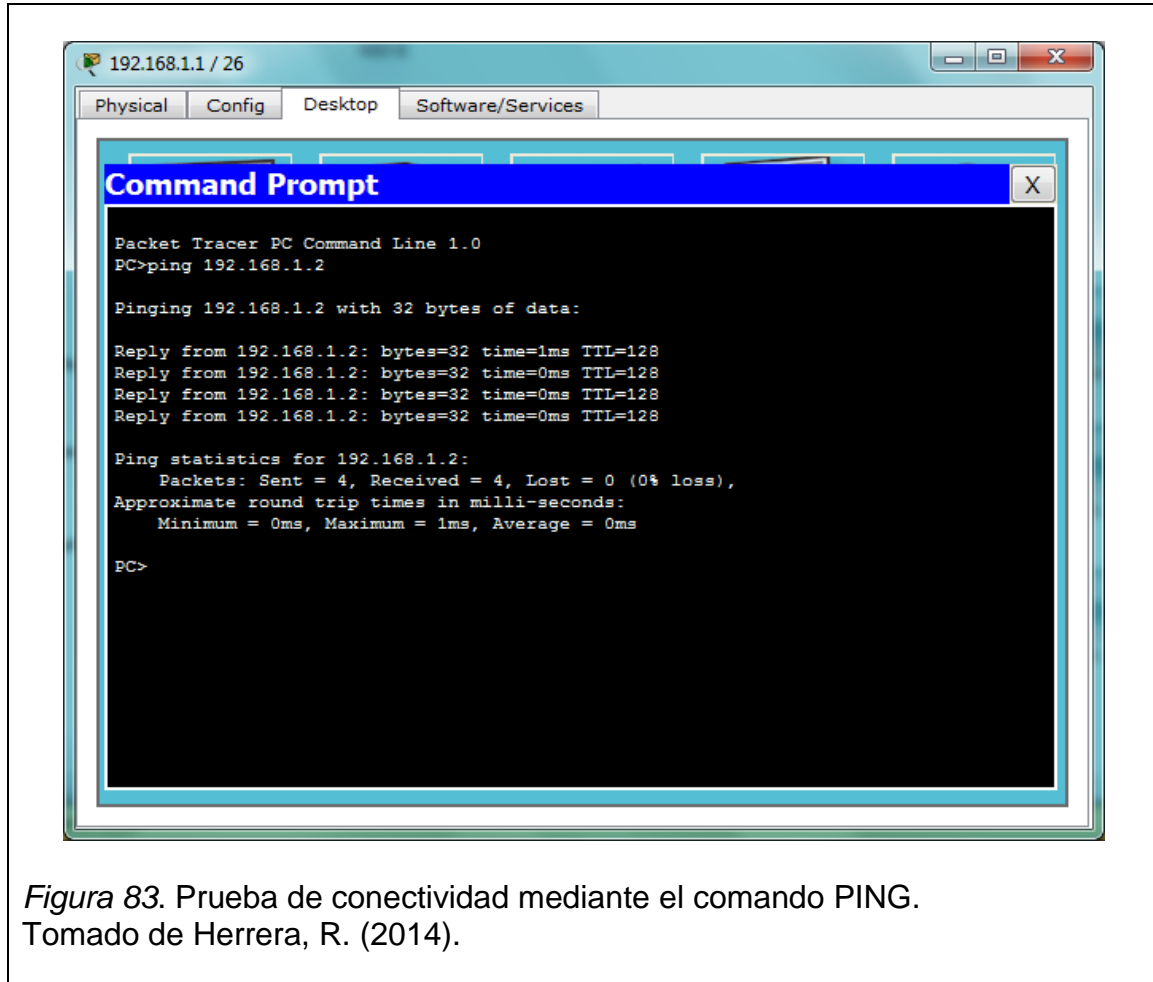 192.168.1.1 / 26
Physical Config Desktop Software/Services
Command Prompt X
Packet Tracer PC Command Line 1.0
PC>ping 192.168.1.2
Pinging 192.168.1.2 with 32 bytes of data:
Reply from 192.168.1.2: bytes=32 time=1ms TTL=128
Reply from 192.168.1.2: bytes=32 time=0ms TTL=128
Reply from 192.168.1.2: bytes=32 time=0ms TTL=128
Reply from 192.168.1.2: bytes=32 time=0ms TTL=128
Ping statistics for 192.168.1.2:
Packets: Sent = 4, Received = 4, Lost = 0 (0% loss),
Approximate round trip times in milli-seconds:
Minimum = 0ms, Maximum = 1ms, Average = 0ms
PC>
Figura 83. Prueba de conectividad mediante el comando PING.
Tomado de Herrera, R. (2014).